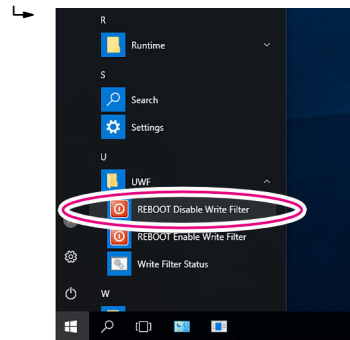 R
Runtime
S
Search
Settings
U
UWF
REBOOT Disable Write Filter
REBOOT Enable Write Filter
Write Filter Status
W